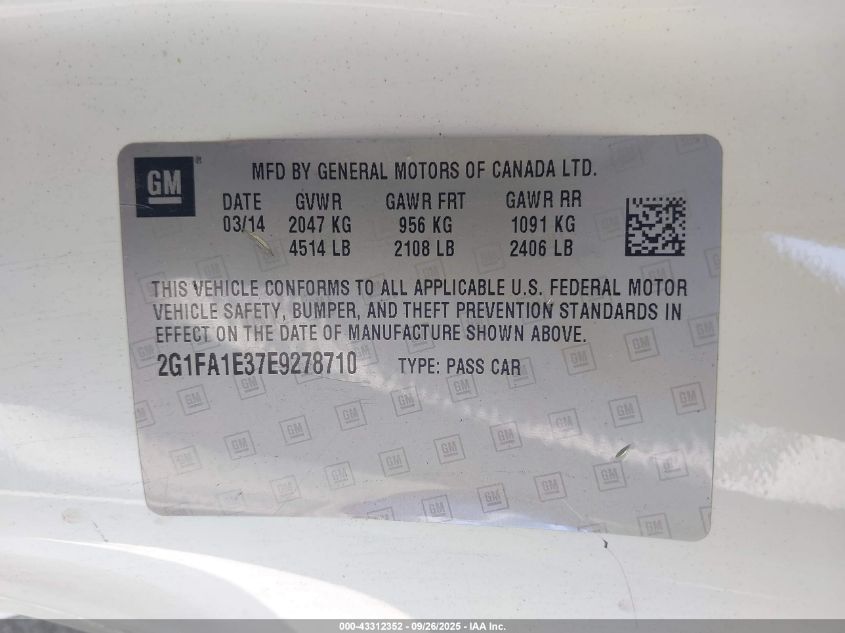 GM®
MFD BY GENERAL MOTORS OF CANADA LTD.
DATE GVWR GAWR FRT GAWR RR
03/14 2047 KG 956 KG 1091 KG
4514 LB 2108 LB 2406 LB
THIS VEHICLE CONFORMS TO ALL APPLICABLE U.S. FEDERAL MOTOR
VEHICLE SAFETY, BUMPER, AND THEFT PREVENTION STANDARDS IN
EFFECT ON THE DATE OF MANUFACTURE SHOWN ABOVE.
2G1FA1E37E9278710 TYPE: PASS CAR
000-43312352 - 09/26/2025 - IAA Inc.